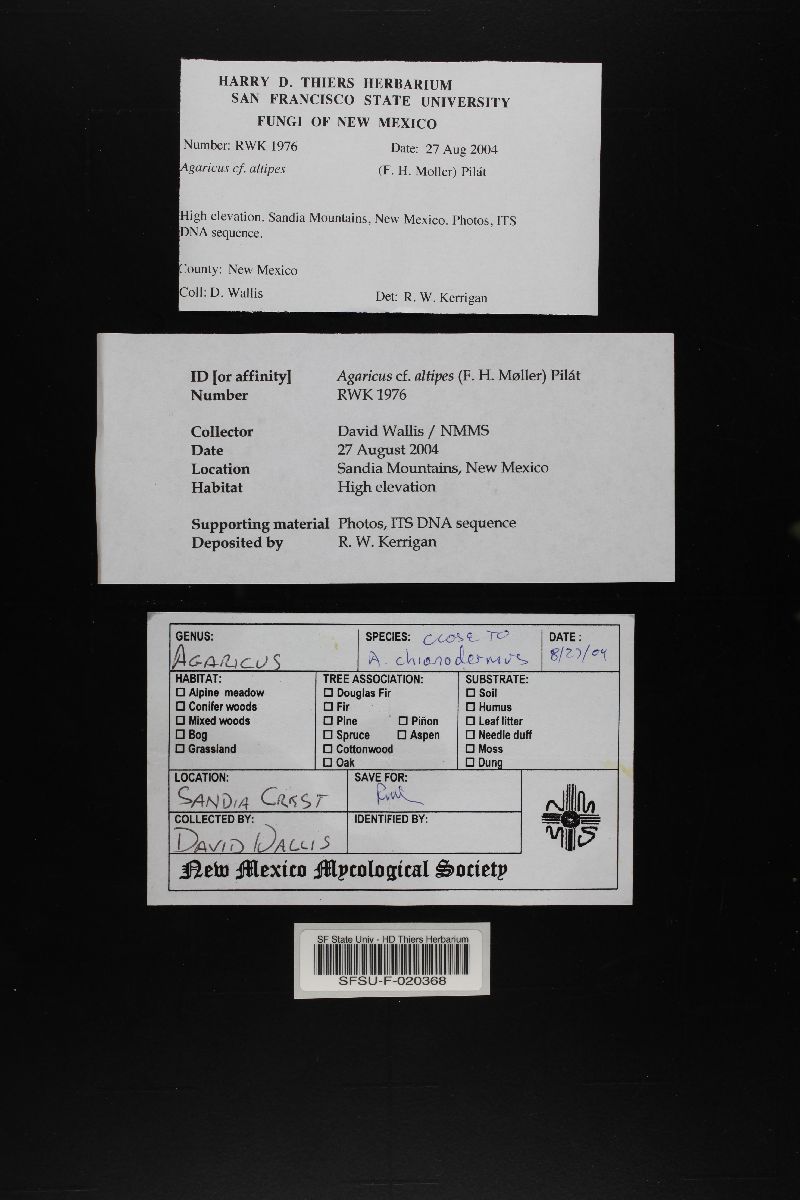 HARRY D. THIERS HERBARIUM
SAN FRANCISCO STATE UNIVERSITY
FUNGI OF NEW MEXICO
Number: RWK 1976 Date: 27 Aug 2004
Agaricus cf. altipes (F. H. Moller) Pilát
High elevation. Sandia Mountains, New Mexico. Photos, ITS
DNA sequence.
County: New Mexico
Coll: D. Wallis Det: R. W. Kerrigan
ID [or affinity] Agaricus cf. altipes (F. H. Møller) Pilát
Number RWK 1976
Collector David Wallis / NMMS
Date 27 August 2004
Location Sandia Mountains, New Mexico
Habitat High elevation
Supporting material Photos, ITS DNA sequence
Deposited by R. W. Kerrigan
GENUS: SPECIES: CLOSE TO DATE:
AGARICUS A. chionodermus 8/27/04
HABITAT: TREE ASSOCIATION: SUBSTRATE:
Alpine meadow Douglas Fir Soil
Conifer woods Fir Humus
Mixed woods Pine Piñon Leaf litter
Bog Spruce Aspen Needle duff
Grassland Cottonwood Moss
Oak Dung
LOCATION: SAVE FOR:
SANDIA CREST
COLLECTED BY: IDENTIFIED BY:
DAVID WALLIS
NMMS
New Mexico Mycological Society
SF State Univ - HD Thiers Herbarium
SFSU-F-020368